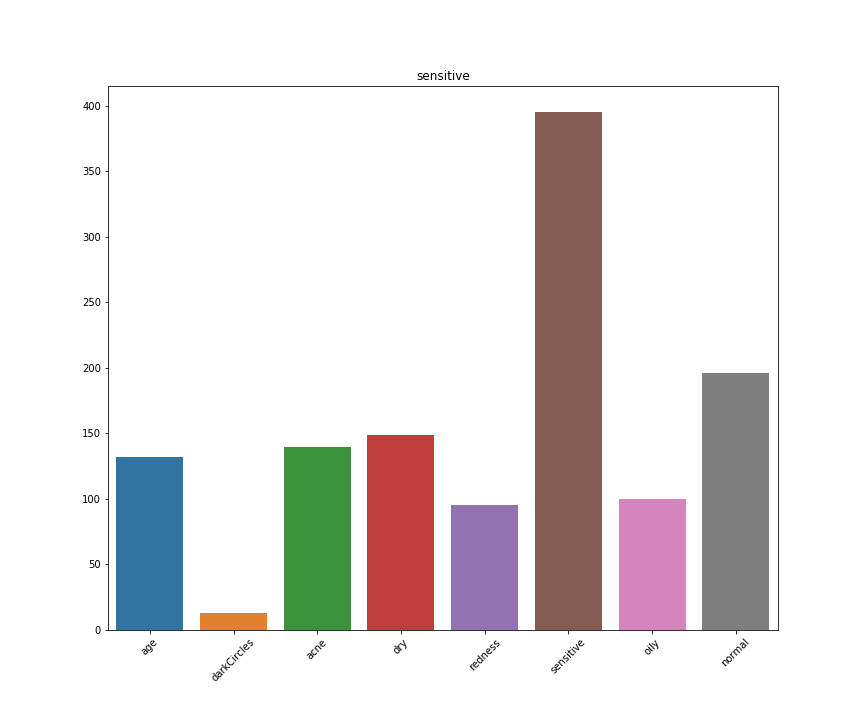 sensitive
400
350
300
250
200
150
100
50
0
age
darkCircles
acne
dry
redness
sensitive
oily
normal